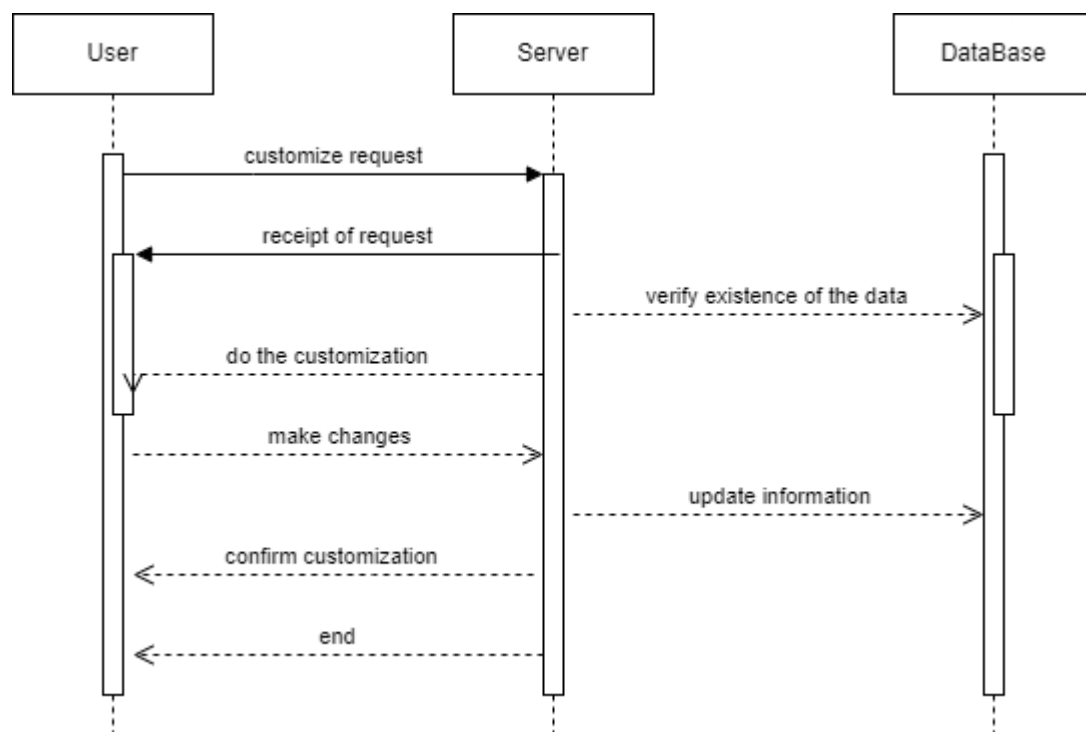 User
Server
DataBase
customize request
receipt of request
verify existence of the data
do the customization
make changes
update information
confirm customization
end